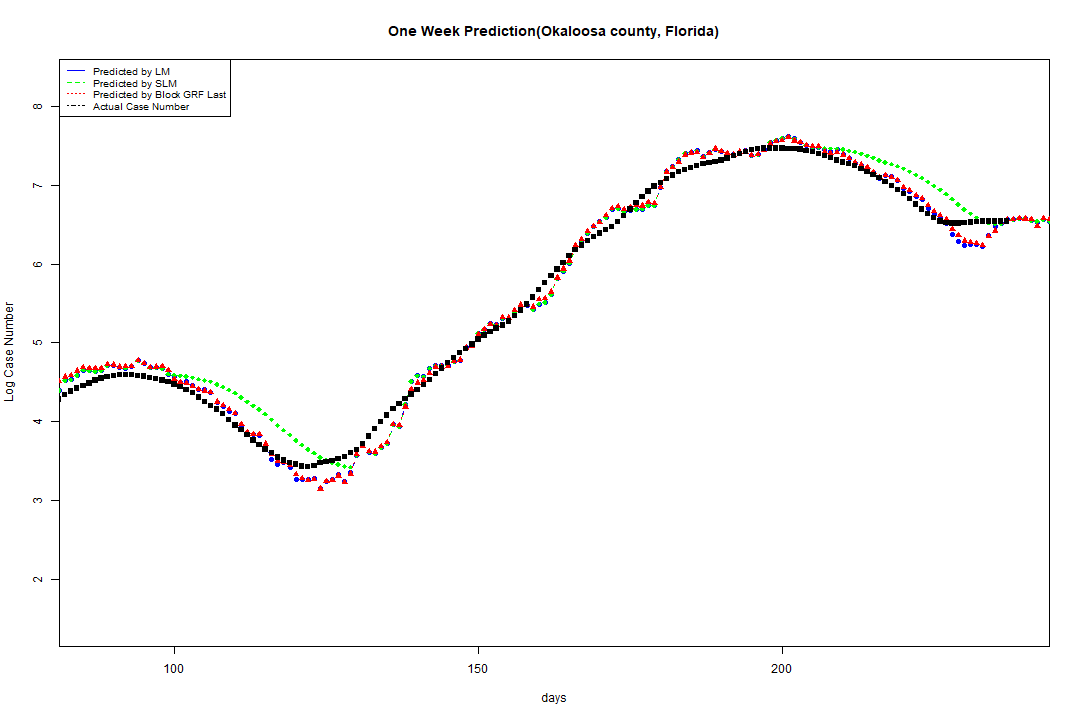 One Week Prediction(Okaloosa county, Florida)
Predicted by LM
Predicted by SLM
Predicted by Block GRF Last
Actual Case Number
Log Case Number
8
7
6
5
4
3
2
100 150 200
days